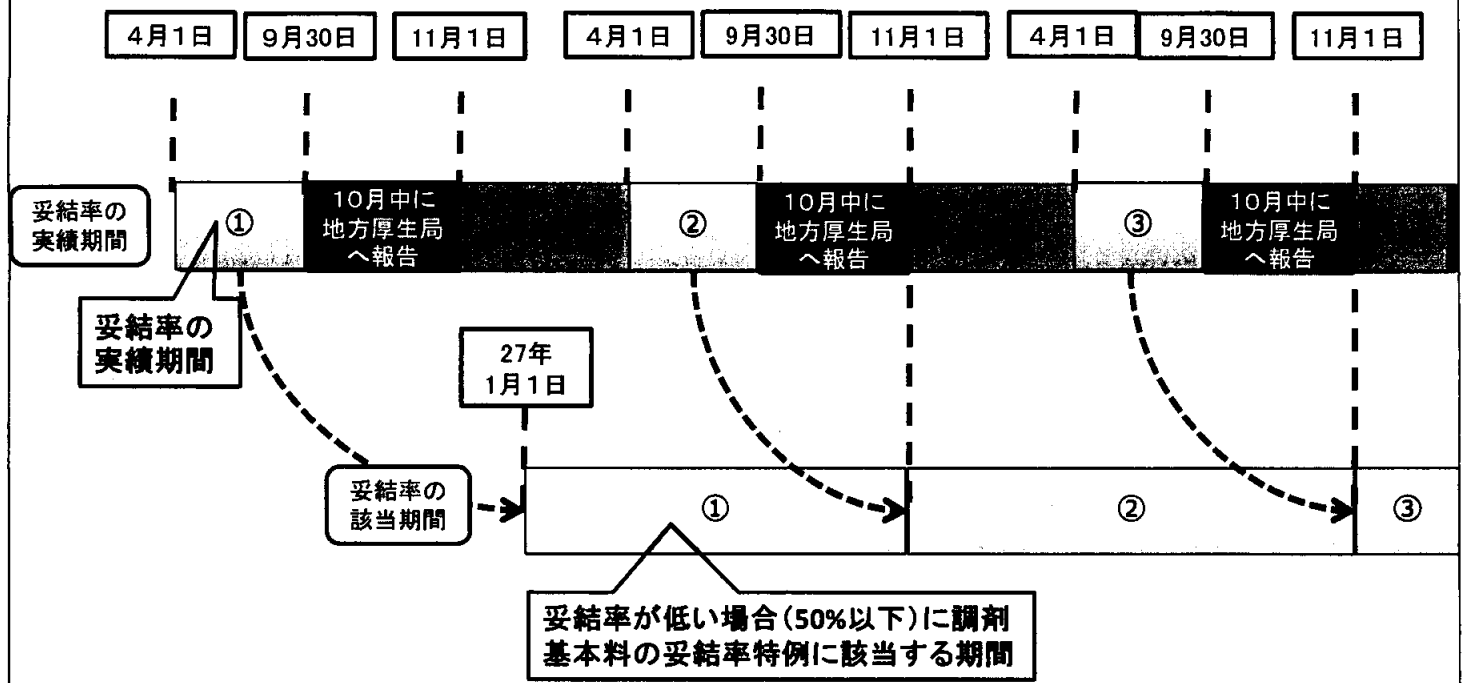 4月1日
9月30日
11月1日
4月1日
9月30日
11月1日
4月1日
9月30日
11月1日
妥結率の
実績期間
①
10月中に
地方厚生局
へ報告
②
10月中に
地方厚生局
へ報告
③
10月中に
地方厚生局
へ報告
妥結率の
実績期間
27年
1月1日
妥結率の
該当期間
①
②
③
妥結率が低い場合(50%以下)に調剤
基本料の妥結率特例に該当する期間